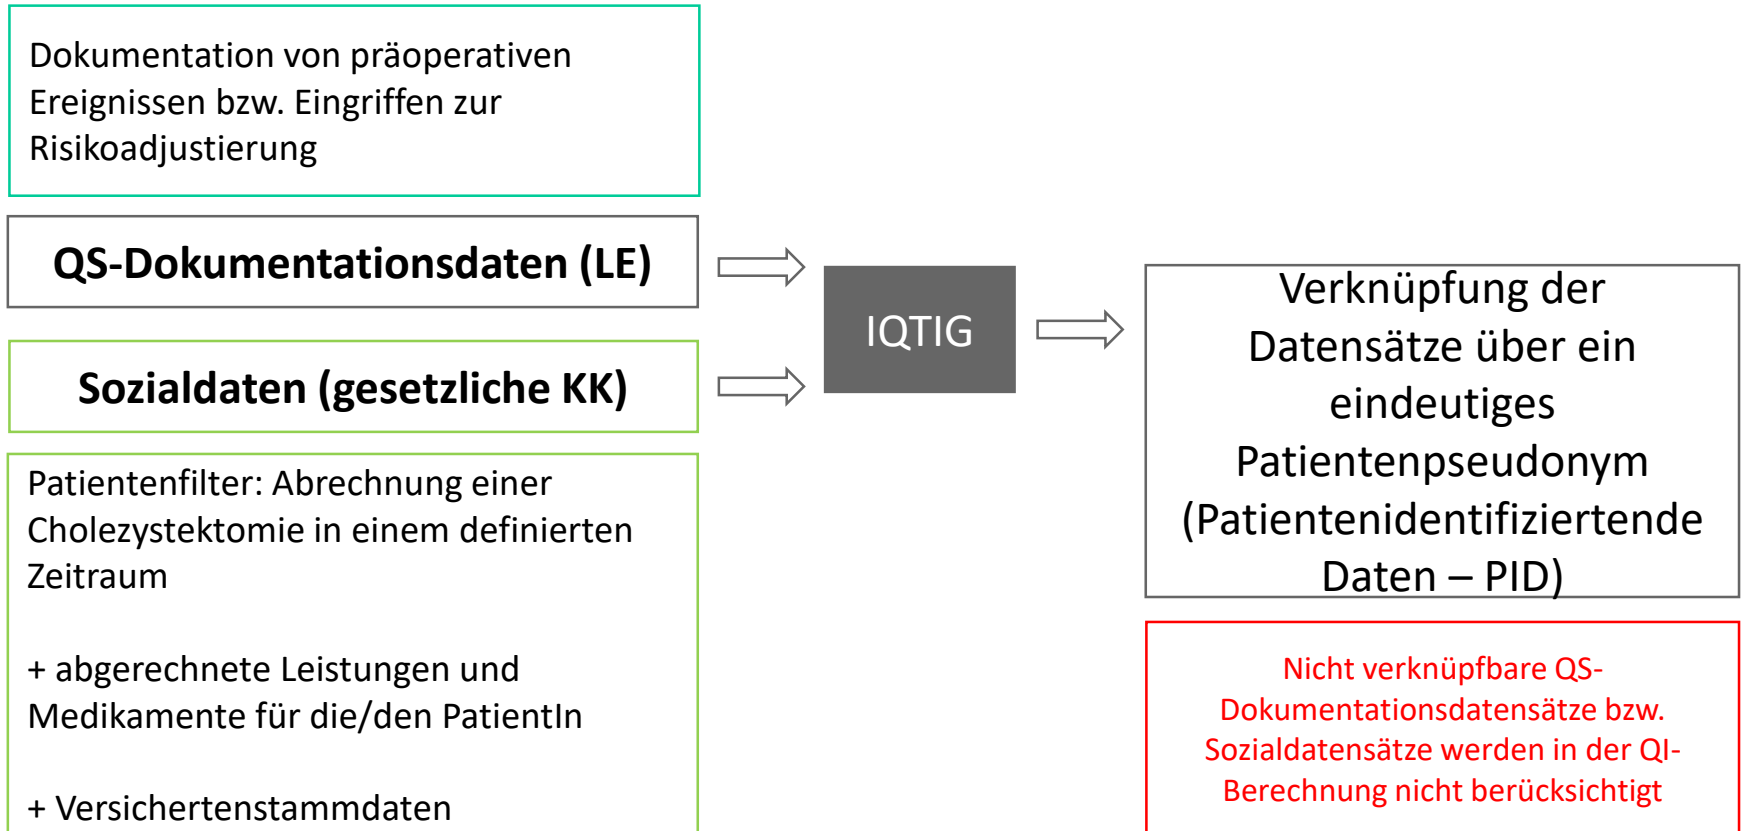 Dokumentation von präoperativen
Ereignissen bzw. Eingriffen zur
Risikoadjustierung
QS-Dokumentationsdaten (LE)
Sozialdaten (gesetzliche KK)
Patientenfilter: Abrechnung einer
Cholezystektomie in einem definierten
Zeitraum
+ abgerechnete Leistungen und
Medikamente für die/den PatientIn
+ Versichertenstammdaten
IQTIG
Verknüpfung der
Datensätze über ein
eindeutiges
Patientenpseudonym
(Patientenidentifiziertende
Daten – PID)
Nicht verknüpfbare QS-
Dokumentationsdatensätze bzw.
Sozialdatensätze werden in der QI-
Berechnung nicht berücksichtigt